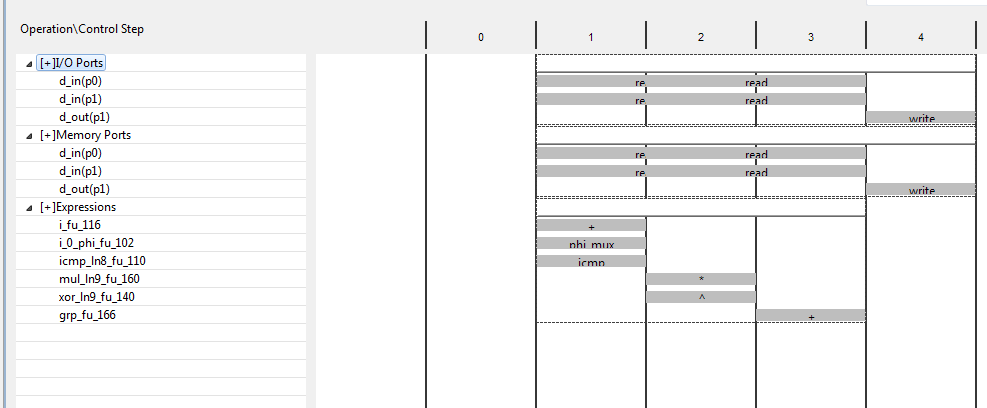 Operation\Control Step 0 1 2 3 4
[+]I/O Ports
d_in(p0) re read
d_in(p1) re read
d_out(p1) write
[+]Memory Ports
d_in(p0) re read
d_in(p1) re read
d_out(p1) write
[+]Expressions
i_fu_116 +
i_0_phi_fu_102 phi_mux
icmp_ln8_fu_110 icmp
mul_ln9_fu_160 *
xor_ln9_fu_140 ^
grp_fu_166 +